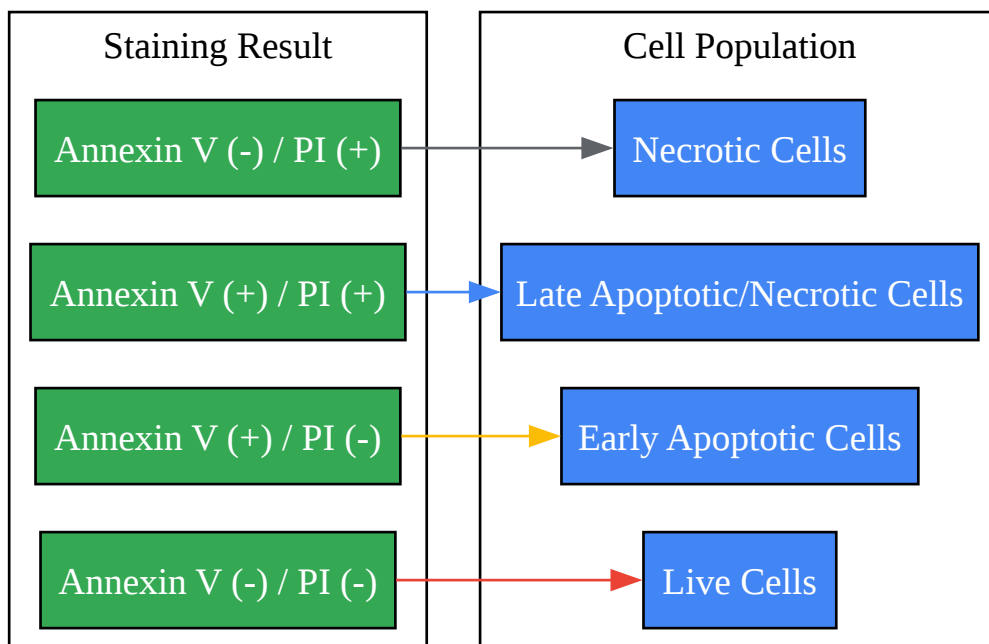 Staining Result
Cell Population
Annexin V (-) / PI (+)
Necrotic Cells
Annexin V (+) / PI (+)
Late Apoptotic/Necrotic Cells
Annexin V (+) / PI (-)
Early Apoptotic Cells
Annexin V (-) / PI (-)
Live Cells